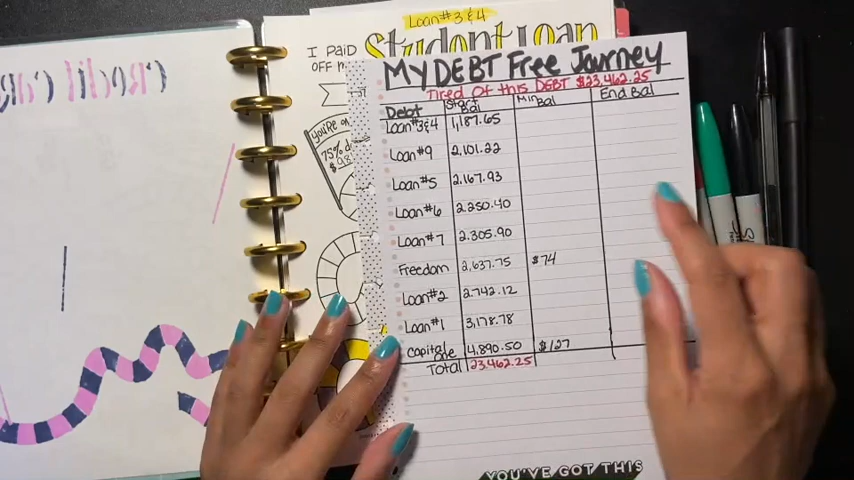 Loan #3 & 4
I PAID
OFF
Student Loan
You're on
75% d
MY DEBT Free Journey
Tired Of this DEBT $23,462.25
Debt Start Bal Min Bal End Bal
Loan #3 & 4 1,187.65
Loan #9 2,101.22
Loan #5 2,167.93
Loan #6 2,250.40
Loan #7 2,305.90
Freedom 2,637.75 $74
Loan #2 2,742.12
Loan #1 3,178.78
Capital one 4,890.50 $127
Total 23,462.25
YOU'VE GOT THIS